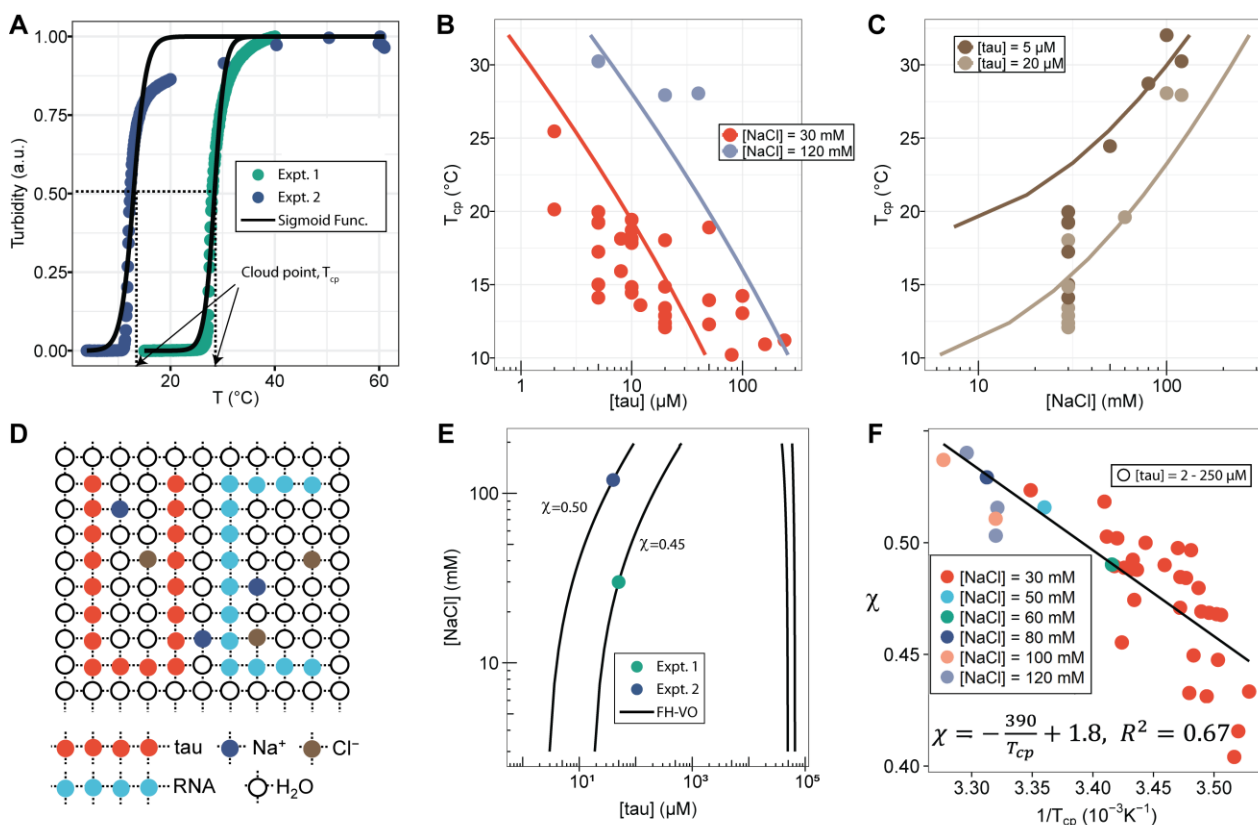 A
1.00
0.75
0.50
0.25
0.00
Turbidity (a.u.)
Expt. 1
Expt. 2
Sigmoid Func.
Cloud point, Tcp
20
40
60
T (°C)
B
30
25
20
15
10
Tcp (°C)
[NaCl] = 30 mM
[NaCl] = 120 mM
1
10
100
[tau] (µM)
C
30
25
20
15
10
Tcp (°C)
[tau] = 5 µM
[tau] = 20 µM
10
100
[NaCl] (mM)
D
tau
Na⁺
Cl⁻
RNA
H₂O
E
100
10
[NaCl] (mM)
χ=0.50
χ=0.45
Expt. 1
Expt. 2
FH-VO
10¹
10³
10⁵
[tau] (µM)
F
0.50
0.45
0.40
χ
[tau] = 2 - 250 µM
[NaCl] = 30 mM
[NaCl] = 50 mM
[NaCl] = 60 mM
[NaCl] = 80 mM
[NaCl] = 100 mM
[NaCl] = 120 mM
χ = − 390/Tcp + 1.8, R² = 0.67
3.30
3.35
3.40
3.45
3.50
1/Tcp (10⁻³K⁻¹)